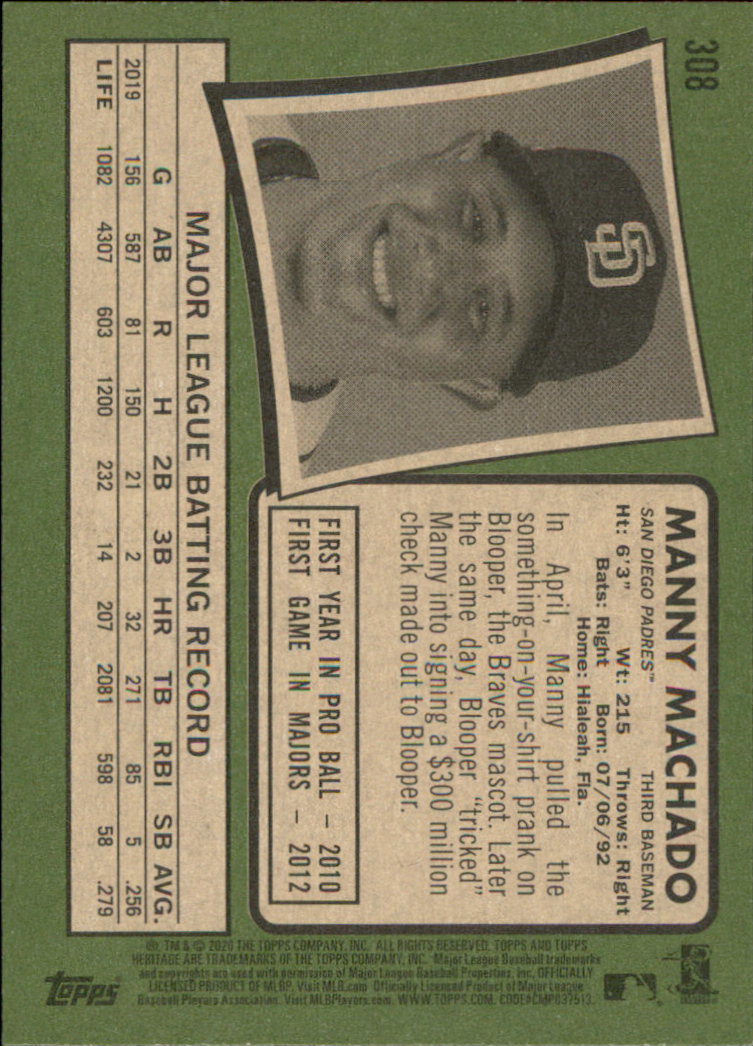 308
MANNY MACHADO
SAN DIEGO PADRES™ THIRD BASEMAN
Ht: 6'3" Wt: 215 Throws: Right
Bats: Right Born: 07/06/92
Home: Hialeah, Fla.
In April, Manny pulled the
something-on-your-shirt prank on
Blooper, the Braves mascot. Later
the same day, Blooper "tricked"
Manny into signing a $300 million
check made out to Blooper.
FIRST YEAR IN PRO BALL – 2010
FIRST GAME IN MAJORS – 2012
SD
MAJOR LEAGUE BATTING RECORD
G AB R H 2B 3B HR TB RBI SB AVG.
2019 156 587 81 150 21 2 32 271 85 5 .256
LIFE 1082 4307 603 1200 232 14 207 2081 598 58 .279
®, TM & © 2020 THE TOPPS COMPANY, INC. ALL RIGHTS RESERVED. TOPPS AND TOPPS
HERITAGE ARE TRADEMARKS OF THE TOPPS COMPANY, INC. Major League Baseball trademarks
and copyrights are used with permission of Major League Baseball Properties, Inc. OFFICIALLY
LICENSED PRODUCT OF MLBP. Visit MLB.com Officially Licensed Product of Major League
Baseball Players Association. Visit MLBPlayers.com. WWW.TOPPS.COM. CODE#CMP037513.
topps